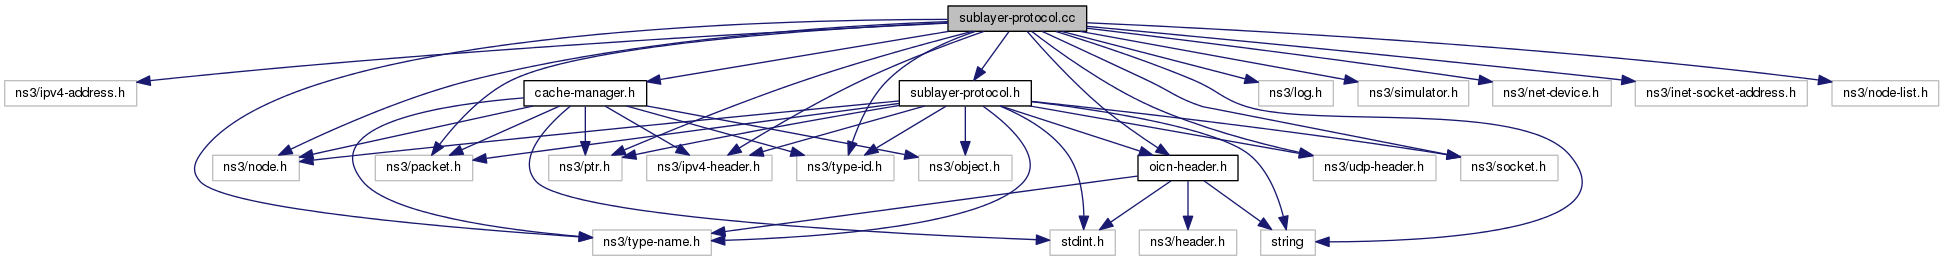 sublayer-protocol.cc
ns3/ipv4-address.h
cache-manager.h
sublayer-protocol.h
ns3/log.h
ns3/simulator.h
ns3/net-device.h
ns3/inet-socket-address.h
ns3/node-list.h
ns3/node.h
ns3/packet.h
ns3/ptr.h
ns3/ipv4-header.h
ns3/type-id.h
ns3/object.h
oicn-header.h
ns3/udp-header.h
ns3/socket.h
ns3/type-name.h
stdint.h
ns3/header.h
string